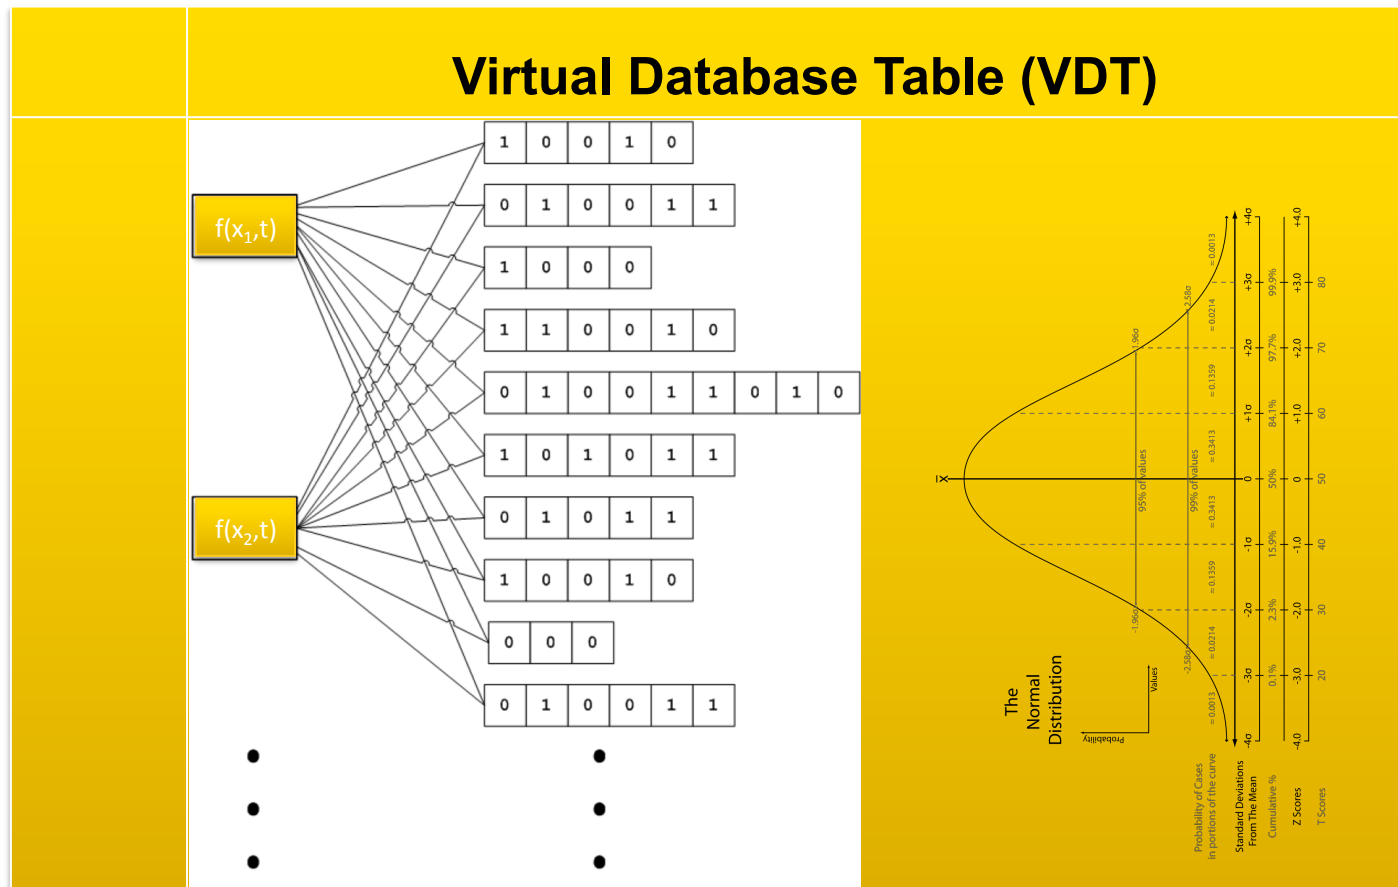 Virtual Database Table (VDT)
f(x₁,t)
f(x₂,t)
1 0 0 1 0
0 1 0 0 1 1
1 0 0 0
1 1 0 0 1 0
0 1 0 0 1 1 0 1 0
1 0 1 0 1 1
0 1 0 1 1
1 0 0 1 0
0 0 0
0 1 0 0 1 1
The
Normal
Distribution
Probability
Values
X
95% of values
-1.96σ
1.96σ
99% of values
-2.58σ
2.58σ
Probability of Cases
in portions of the curve
≈ 0.0013
≈ 0.0214
≈ 0.1359
≈ 0.3413
≈ 0.3413
≈ 0.1359
≈ 0.0214
≈ 0.0013
Standard Deviations
From The Mean
-4σ -3σ -2σ -1σ 0 +1σ +2σ +3σ +4σ
Cumulative %
0.1% 2.3% 15.9% 50% 84.1% 97.7% 99.9%
Z Scores
-4.0 -3.0 -2.0 -1.0 0 +1.0 +2.0 +3.0 +4.0
T Scores
20 30 40 50 60 70 80